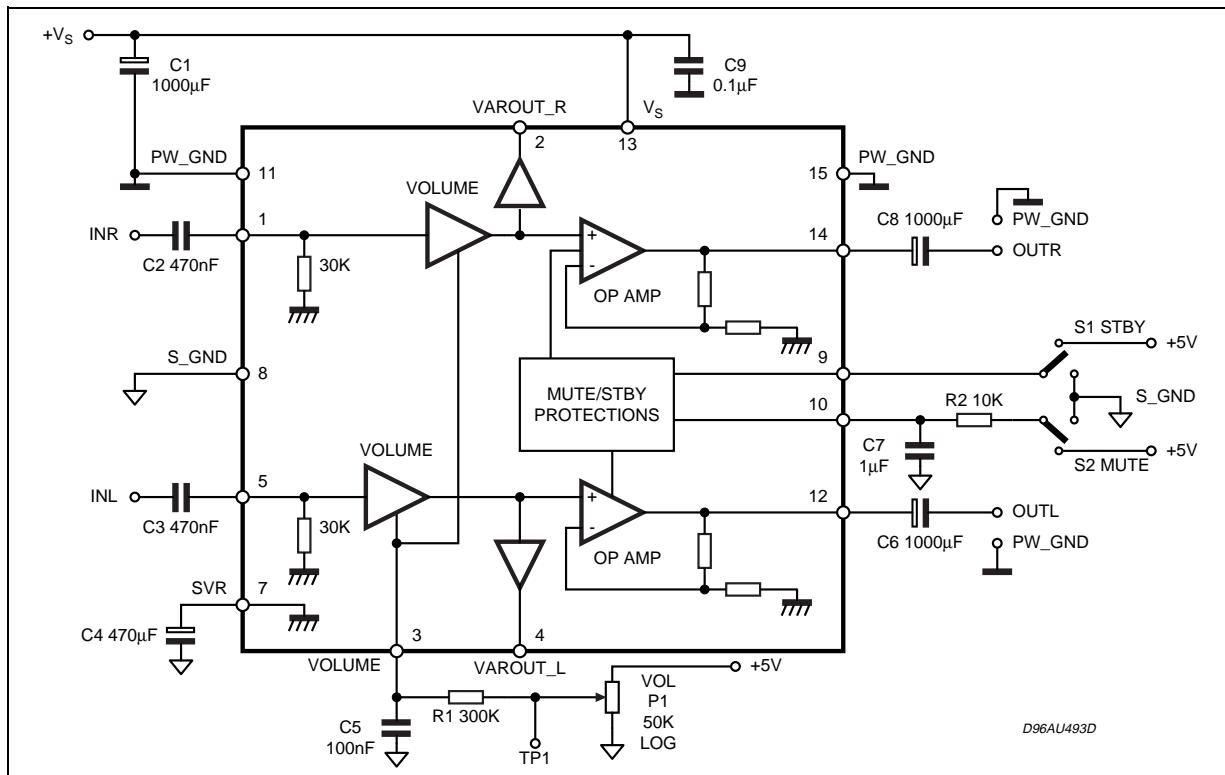 +VS
C1
1000µF
C9
0.1µF
VAROUT_R
VS
2
13
PW_GND
11
15
PW_GND
VOLUME
C8 1000µF
PW_GND
INR
1
14
OUTR
C2 470nF
30K
+
-
OP AMP
S1 STBY
+5V
S_GND
8
9
MUTE/STBY
PROTECTIONS
10
R2 10K
S_GND
C7
1µF
S2 MUTE
+5V
VOLUME
INL
5
12
OUTL
C3 470nF
30K
+
-
OP AMP
C6 1000µF
PW_GND
SVR
7
C4 470µF
3
4
VOLUME
VAROUT_L
+5V
R1 300K
VOL
P1
50K
LOG
C5
100nF
TP1
D96AU493D